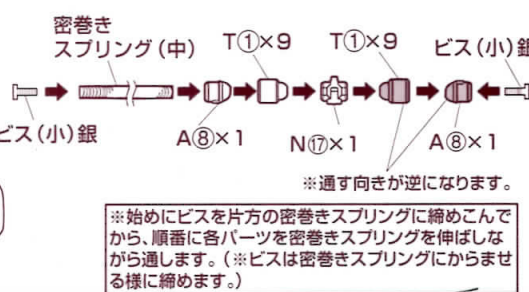 密巻き
スプリング（中）
T①×9
T①×9
ビス（小）銀
ビス（小）銀
A⑧×1
N⑰×1
A⑧×1
※通す向きが逆になります。
※始めにビスを片方の密巻きスプリングに締めこんで
から、順番に各パーツを密巻きスプリングを伸ばしな
がら通します。（※ビスは密巻きスプリングにからませ
る様に締めます。）